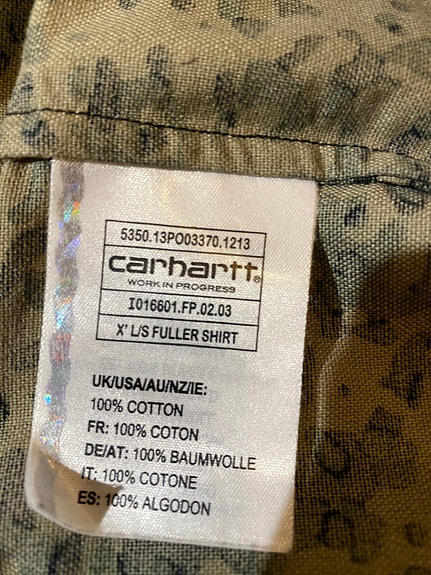 5350.13PO03370.1213
carhartt®
WORK IN PROGRESS
I016601.FP.02.03
X' L/S FULLER SHIRT
UK/USA/AU/NZ/IE:
100% COTTON
FR: 100% COTON
DE/AT: 100% BAUMWOLLE
IT: 100% COTONE
ES: 100% ALGODON